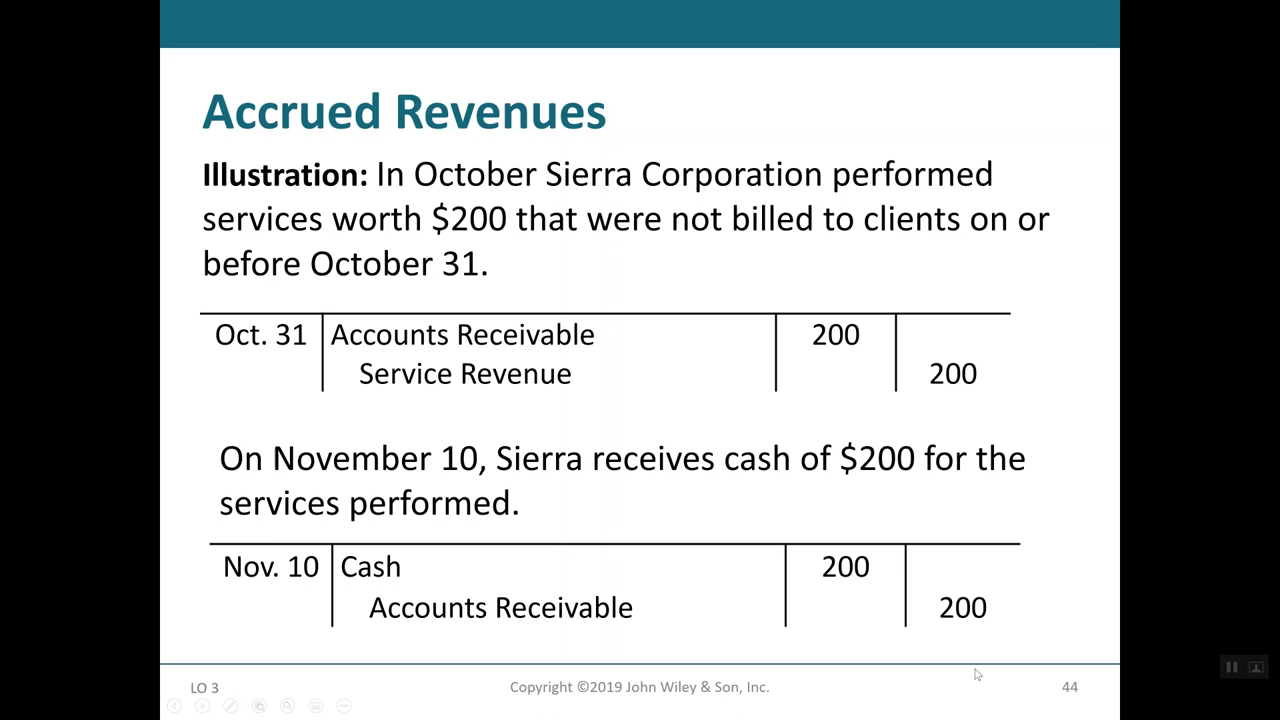 Accrued Revenues
Illustration: In October Sierra Corporation performed
services worth $200 that were not billed to clients on or
before October 31.
Oct. 31 Accounts Receivable 200
Service Revenue 200
On November 10, Sierra receives cash of $200 for the
services performed.
Nov. 10 Cash 200
Accounts Receivable 200
LO 3 Copyright ©2019 John Wiley & Son, Inc. 44